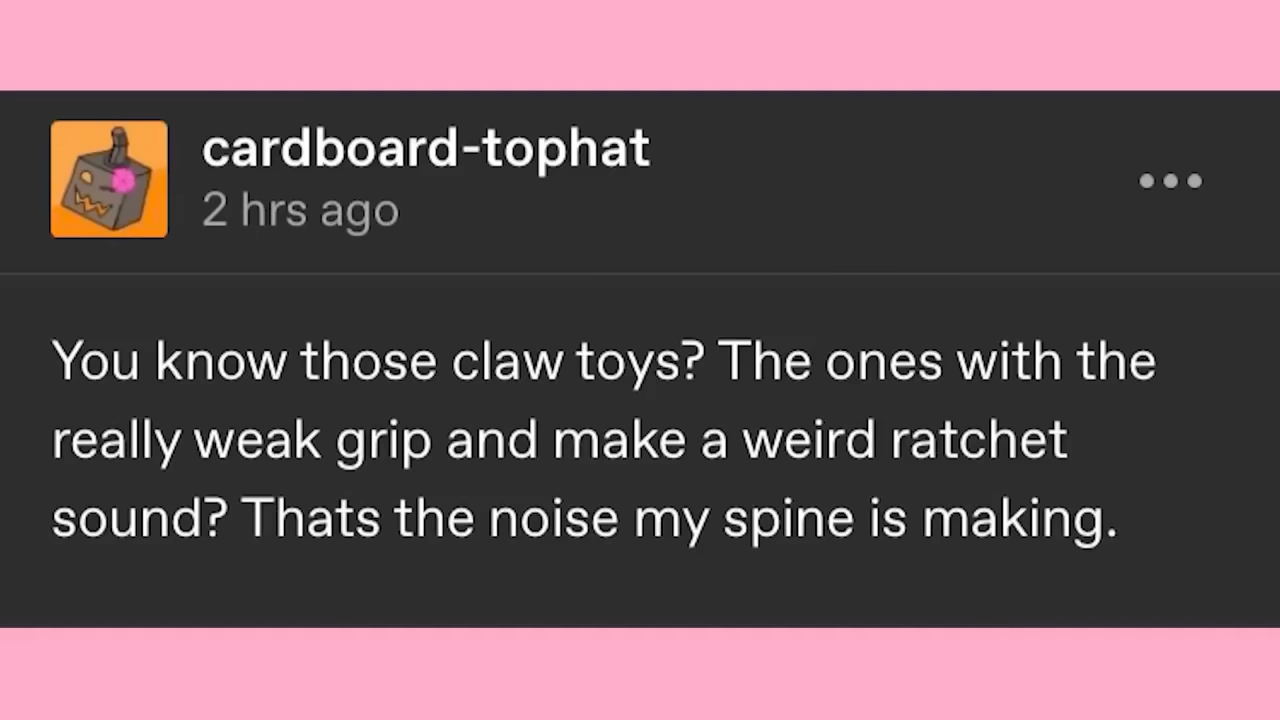 cardboard-tophat
2 hrs ago
You know those claw toys? The ones with the
really weak grip and make a weird ratchet
sound? Thats the noise my spine is making.